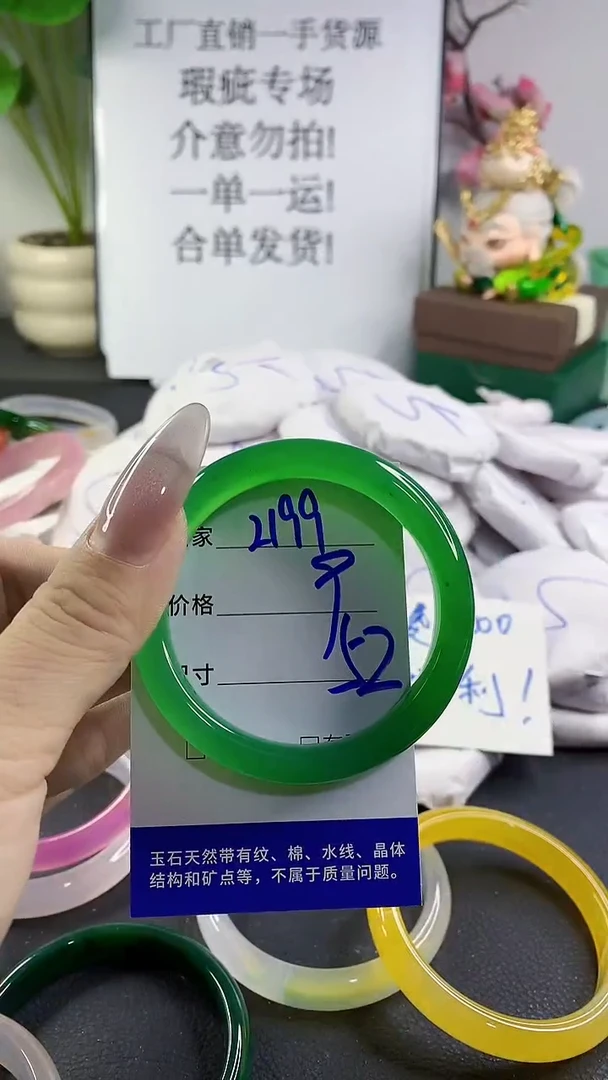 工厂直销一手货源
瑕疵专场
介意勿拍!
一单一运!
合单发货!
家 2199
价格
寸
利!
玉石天然带有纹、棉、水线、晶体
结构和矿点等，不属于质量问题。